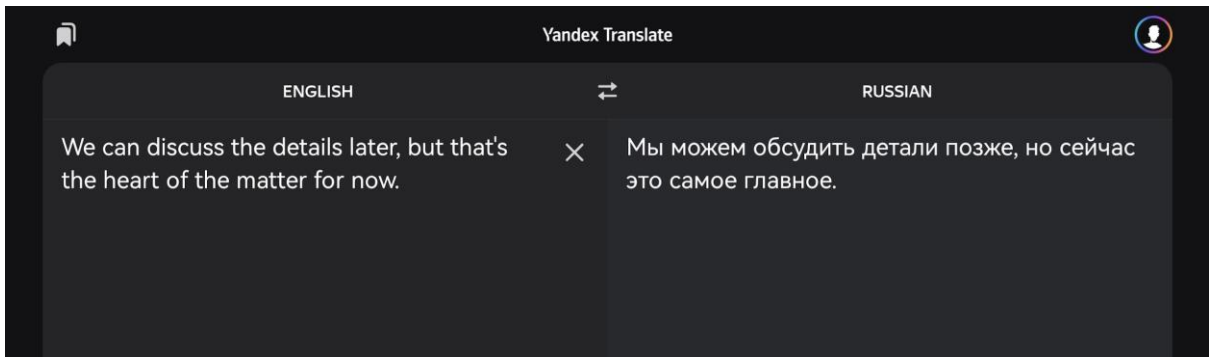 Yandex Translate
ENGLISH
RUSSIAN
We can discuss the details later, but that's
the heart of the matter for now.
Мы можем обсудить детали позже, но сейчас
это самое главное.